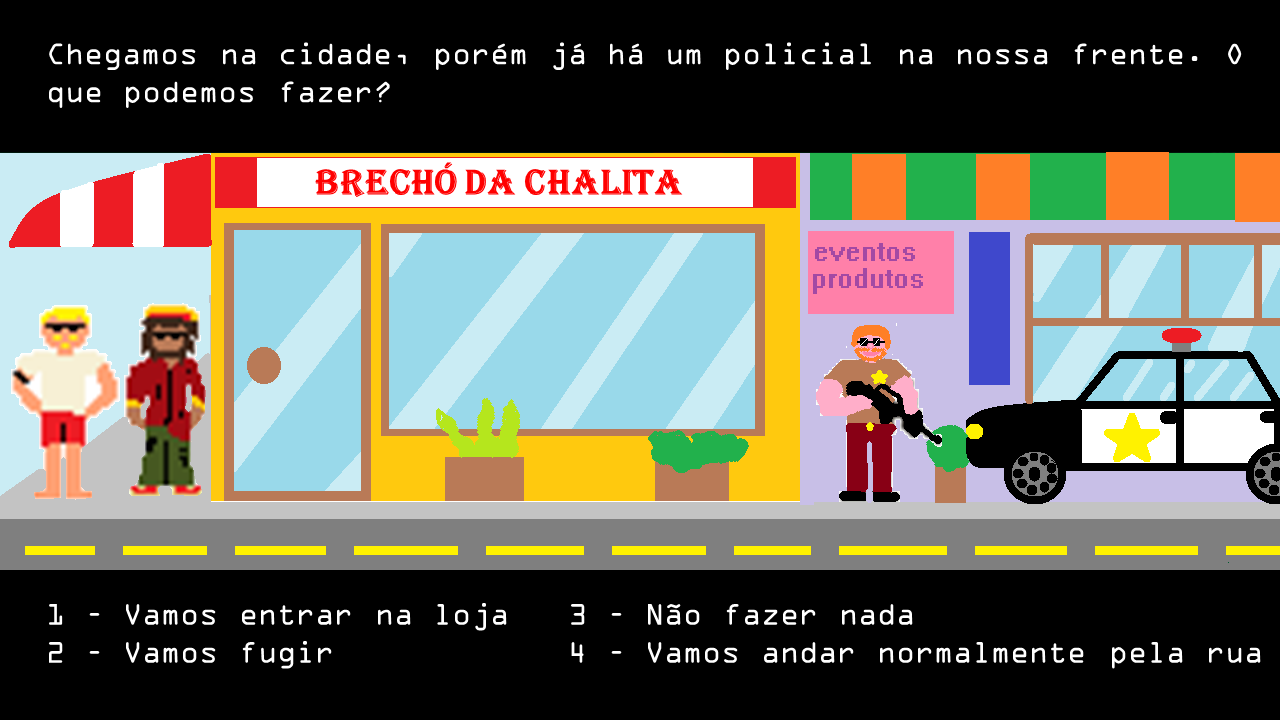 Chegamos na cidade, porém já há um policial na nossa frente. O
que podemos fazer?
BRECHÓ DA CHALITA
eventos
produtos
1 - Vamos entrar na loja
2 - Vamos fugir
3 - Não fazer nada
4 - Vamos andar normalmente pela rua